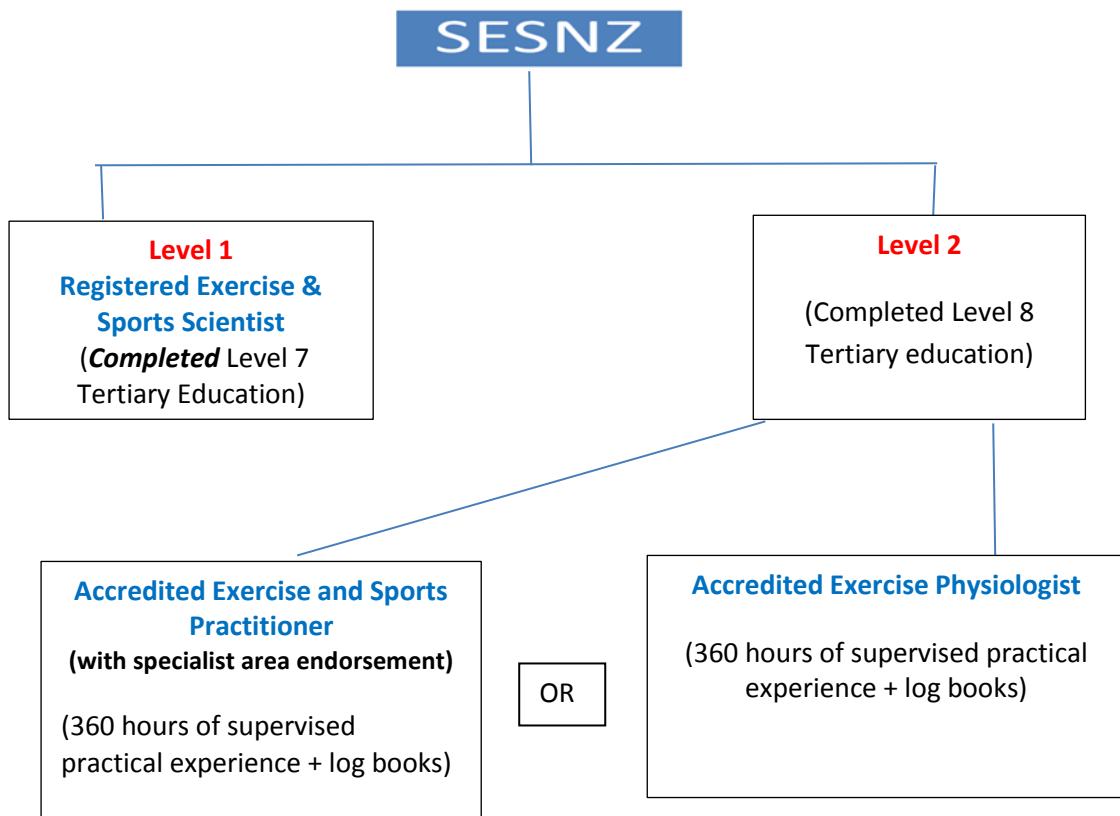 SESNZ
Level 1
Registered Exercise &
Sports Scientist
(Completed Level 7
Tertiary Education)
Level 2
(Completed Level 8
Tertiary education)
Accredited Exercise and Sports
Practitioner
(with specialist area endorsement)
(360 hours of supervised
practical experience + log books)
OR
Accredited Exercise Physiologist
(360 hours of supervised practical
experience + log books)